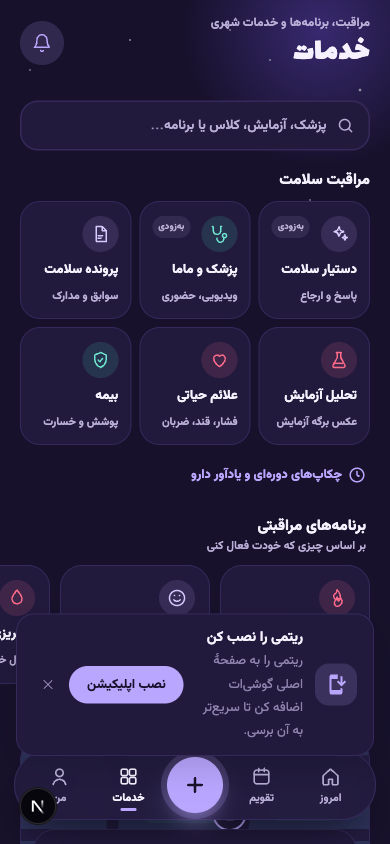 مراقبت، برنامه‌ها و خدمات شهری
خدمات
پزشک، آزمایش، کلاس یا برنامه...
مراقبت سلامت
به‌زودی
دستیار سلامت
پاسخ و ارجاع
به‌زودی
پزشک و ماما
ویدیویی، حضوری
پرونده سلامت
سوابق و مدارک
تحلیل آزمایش
عکس برگه آزمایش
علائم حیاتی
فشار، قند، ضربان
بیمه
پوشش و خسارت
چکاپ‌های دوره‌ای و یادآور دارو
برنامه‌های مراقبتی
بر اساس چیزی که خودت فعال کنی
ریتمی را نصب کن
ریتمی را به صفحهٔ
اصلی گوشی‌ات
اضافه کن تا سریع‌تر
به آن برسی.
نصب اپلیکیشن
امروز
تقویم
خدمات
من
N